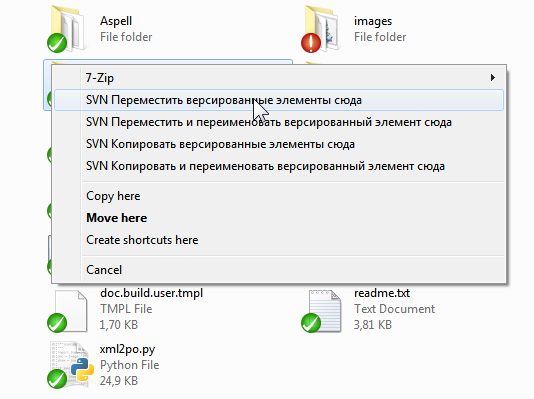 Aspell
File folder
images
File folder
7-Zip
SVN Переместить версированные элементы сюда
SVN Переместить и переименовать версированный элемент сюда
SVN Копировать версированные элементы сюда
SVN Копировать и переименовать версированный элемент сюда
Copy here
Move here
Create shortcuts here
Cancel
doc.build.user.tmpl
TMPL File
1,70 KB
readme.txt
Text Document
3,81 KB
xml2po.py
Python File
24,9 KB